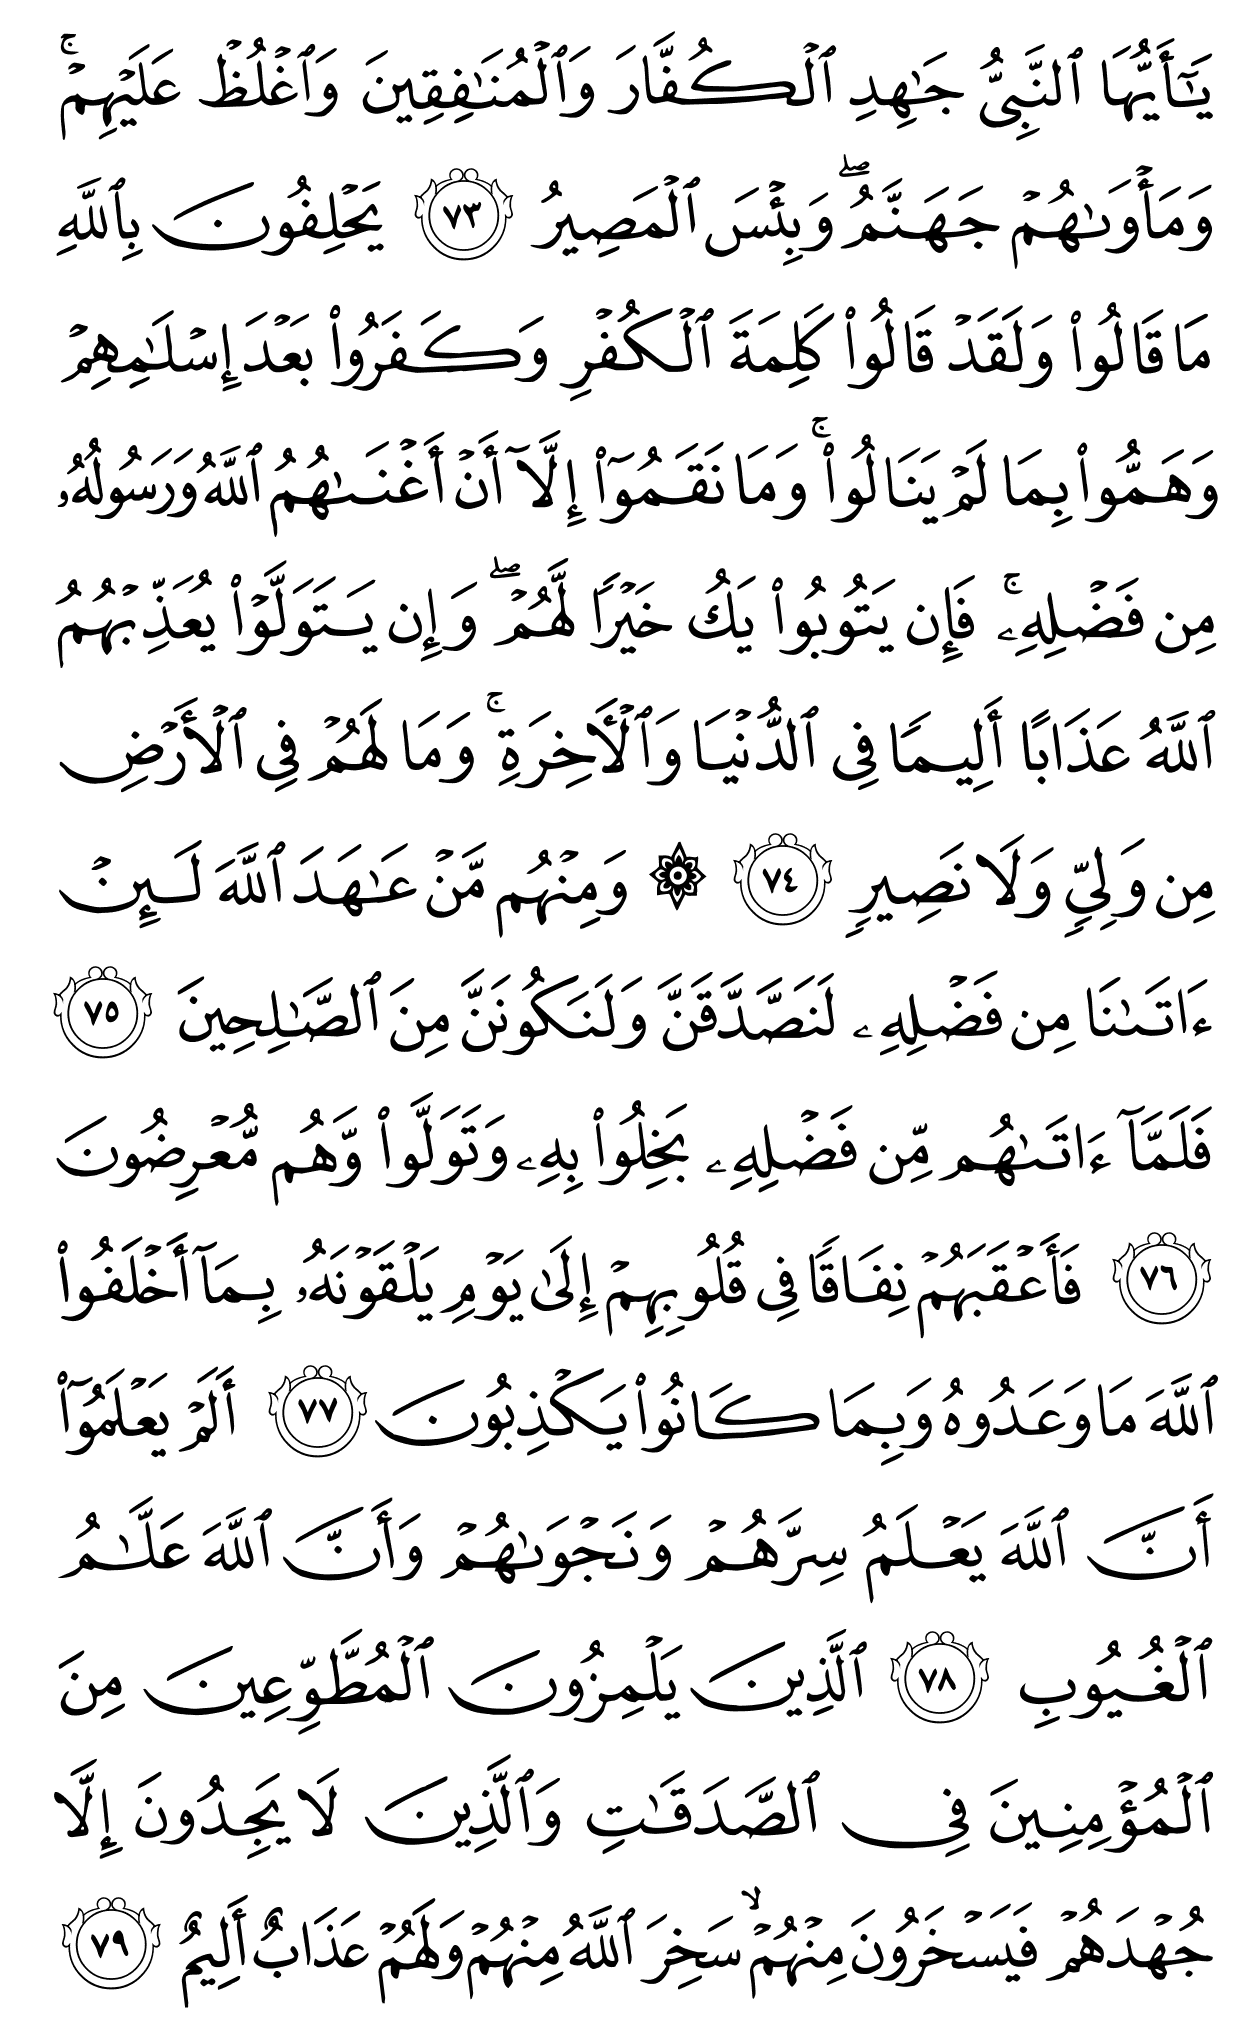 يَـٰٓأَيُّهَا ٱلنَّبِىُّ جَـٰهِدِ ٱلۡكُفَّارَ وَٱلۡمُنَـٰفِقِينَ وَٱغۡلُظۡ عَلَيۡهِمۡۚ
وَمَأۡوَىٰهُمۡ جَهَنَّمُۖ وَبِئۡسَ ٱلۡمَصِيرُ ٧٣ يَحۡلِفُونَ بِٱللَّهِ
مَا قَالُواْ وَلَقَدۡ قَالُواْ كَلِمَةَ ٱلۡكُفۡرِ وَكَفَرُواْ بَعۡدَ إِسۡلَـٰمِهِمۡ
وَهَمُّواْ بِمَا لَمۡ يَنَالُواْۚ وَمَا نَقَمُوٓاْ إِلَّآ أَنۡ أَغۡنَىٰهُمُ ٱللَّهُ وَرَسُولُهُۥ
مِن فَضۡلِهِۦۚ فَإِن يَتُوبُواْ يَكُ خَيۡرًا لَّهُمۡۖ وَإِن يَتَوَلَّوۡاْ يُعَذِّبۡهُمُ
ٱللَّهُ عَذَابًا أَلِيمًا فِى ٱلدُّنۡيَا وَٱلۡأَخِرَةِۚ وَمَا لَهُمۡ فِى ٱلۡأَرۡضِ
مِن وَلِىٍّ وَلَا نَصِيرٍ ٧٤ ۞ وَمِنۡهُم مَّنۡ عَـٰهَدَ ٱللَّهَ لَئِنۡ
ءَاتَىٰنَا مِن فَضۡلِهِۦ لَنَصَّدَّقَنَّ وَلَنَكُونَنَّ مِنَ ٱلصَّـٰلِحِينَ ٧٥
فَلَمَّآ ءَاتَىٰهُم مِّن فَضۡلِهِۦ بَخِلُواْ بِهِۦ وَتَوَلَّواْ وَّهُم مُّعۡرِضُونَ
٧٦ فَأَعۡقَبَهُمۡ نِفَاقًا فِى قُلُوبِهِمۡ إِلَىٰ يَوۡمِ يَلۡقَوۡنَهُۥ بِمَآ أَخۡلَفُواْ
ٱللَّهَ مَا وَعَدُوهُ وَبِمَا كَانُواْ يَكۡذِبُونَ ٧٧ أَلَمۡ يَعۡلَمُوٓاْ
أَنَّ ٱللَّهَ يَعۡلَمُ سِرَّهُمۡ وَنَجۡوَىٰهُمۡ وَأَنَّ ٱللَّهَ عَلَّـٰمُ
ٱلۡغُيُوبِ ٧٨ ٱلَّذِينَ يَلۡمِزُونَ ٱلۡمُطَّوِّعِينَ مِنَ
ٱلۡمُؤۡمِنِينَ فِى ٱلصَّدَقَـٰتِ وَٱلَّذِينَ لَا يَجِدُونَ إِلَّا
جُهۡدَهُمۡ فَيَسۡخَرُونَ مِنۡهُمۡۙ سَخِرَ ٱللَّهُ مِنۡهُمۡ وَلَهُمۡ عَذَابٌ أَلِيمٌ ٧٩